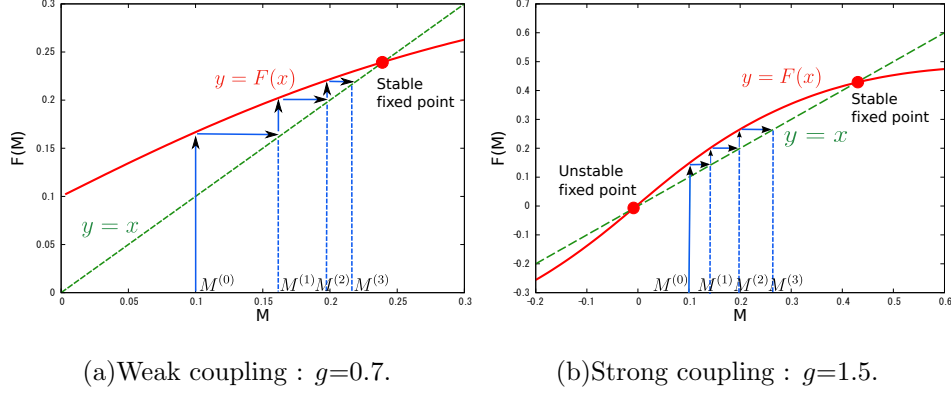 0.3
0.25
0.2
0.15
0.1
0.05
0
0
0.05
0.1
0.15
0.2
0.25
0.3
F(M)
M
y = F(x)
y = x
Stable
fixed point
M^{(0)}
M^{(1)}
M^{(2)}
M^{(3)}
0.7
0.6
0.5
0.4
0.3
0.2
0.1
0
0.1
0.2
-0.3
-0.2
-0.1
0
0.1
0.2
0.3
0.4
0.5
0.6
F(M)
M
y = F(x)
y = x
Stable
fixed point
Unstable
fixed point
M^{(0)}
M^{(1)}
M^{(2)}
M^{(3)}
(a)Weak coupling : g=0.7.
(b)Strong coupling : g=1.5.